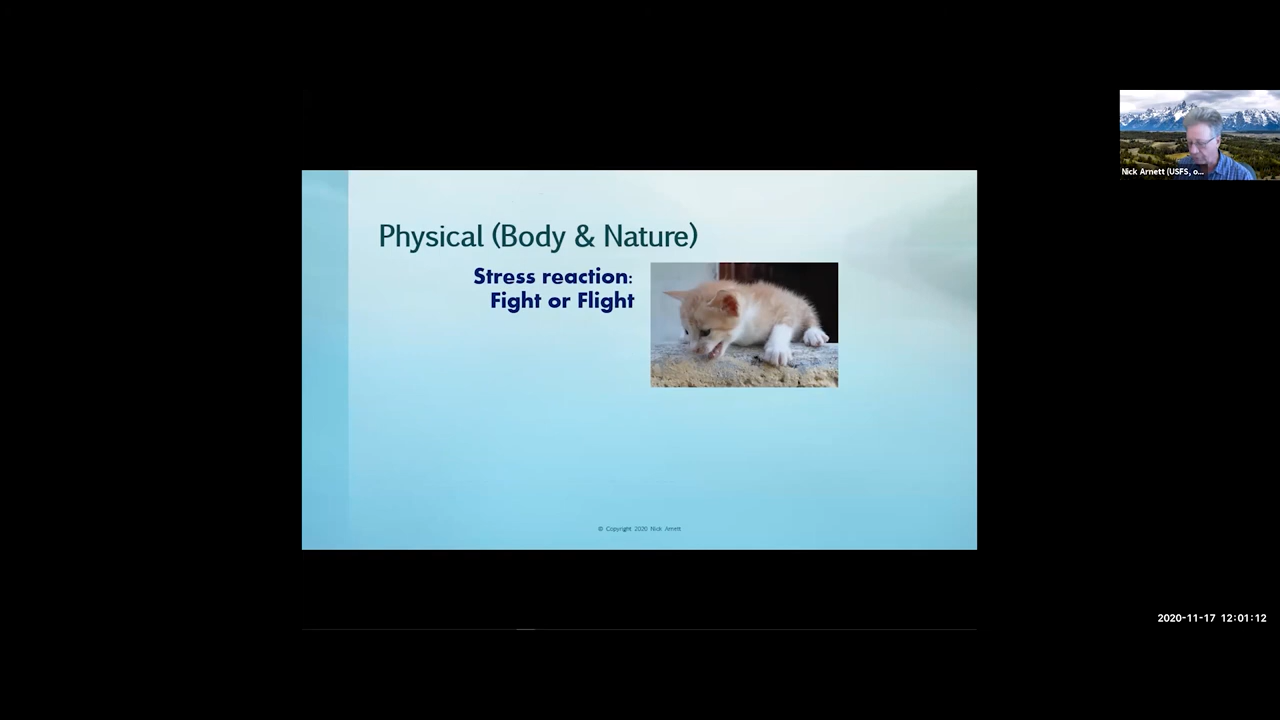 Physical (Body & Nature)
Stress reaction:
Fight or Flight
© Copyright 2020 Nick Arnett
Nick Arnett (USFS, o...
2020-11-17 12:01:12